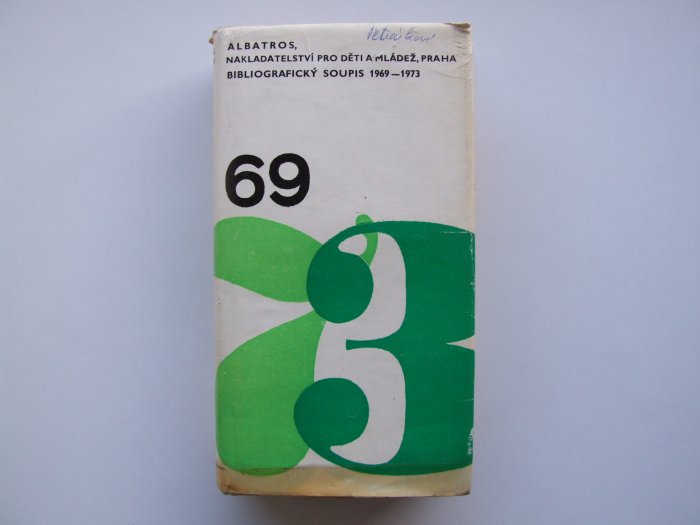 ALBATROS,
NAKLADATELSTVÍ PRO DĚTI A MLÁDEŽ, PRAHA
BIBLIOGRAFICKÝ SOUPIS 1969—1973
69
73